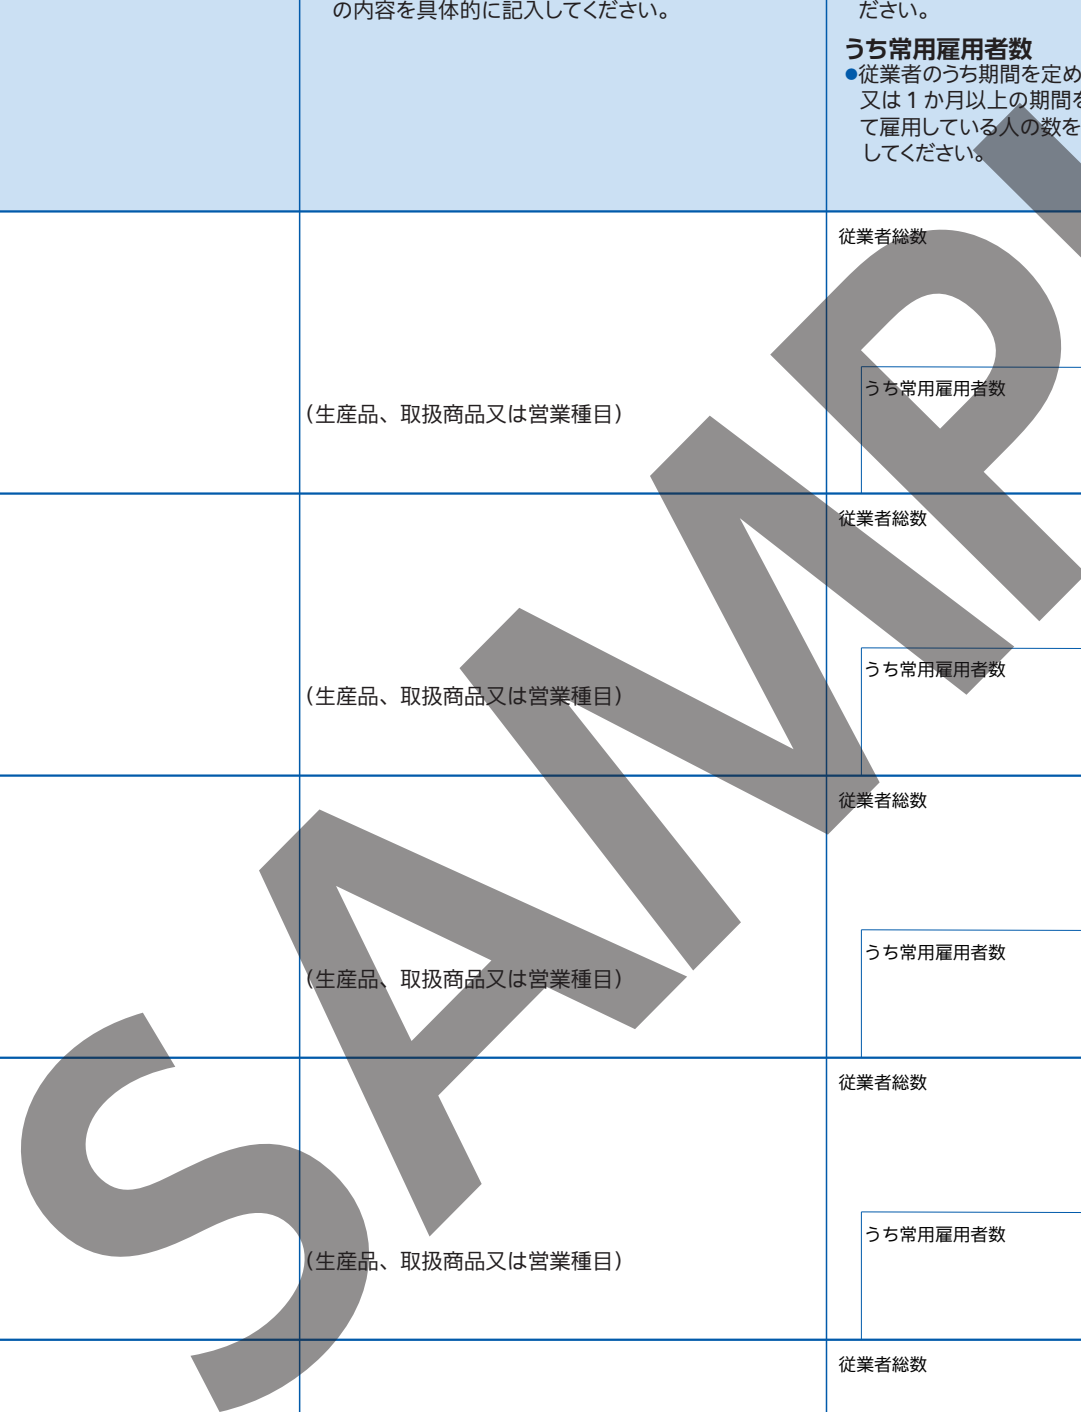 の内容を具体的に記入してください。
ださい。
うち常用雇用者数
●従業者のうち期間を定め
又は1か月以上の期間を
て雇用している人の数を
してください。
従業者総数
うち常用雇用者数
（生産品、取扱商品又は営業種目）
従業者総数
うち常用雇用者数
（生産品、取扱商品又は営業種目）
従業者総数
うち常用雇用者数
（生産品、取扱商品又は営業種目）
従業者総数
うち常用雇用者数
（生産品、取扱商品又は営業種目）
従業者総数
SAMP